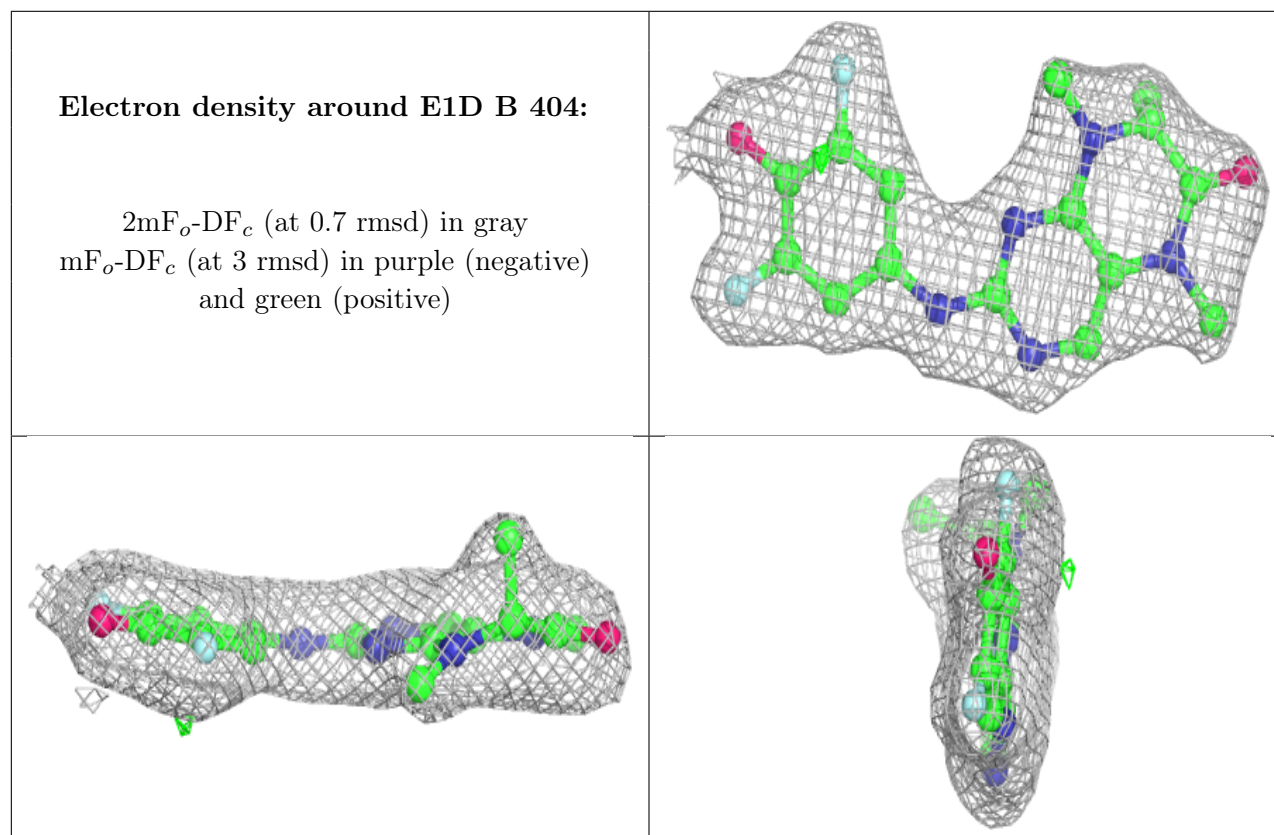 Electron density around E1D B 404:
2mFₒ-DF𝒸 (at 0.7 rmsd) in gray
mFₒ-DF𝒸 (at 3 rmsd) in purple (negative)
and green (positive)